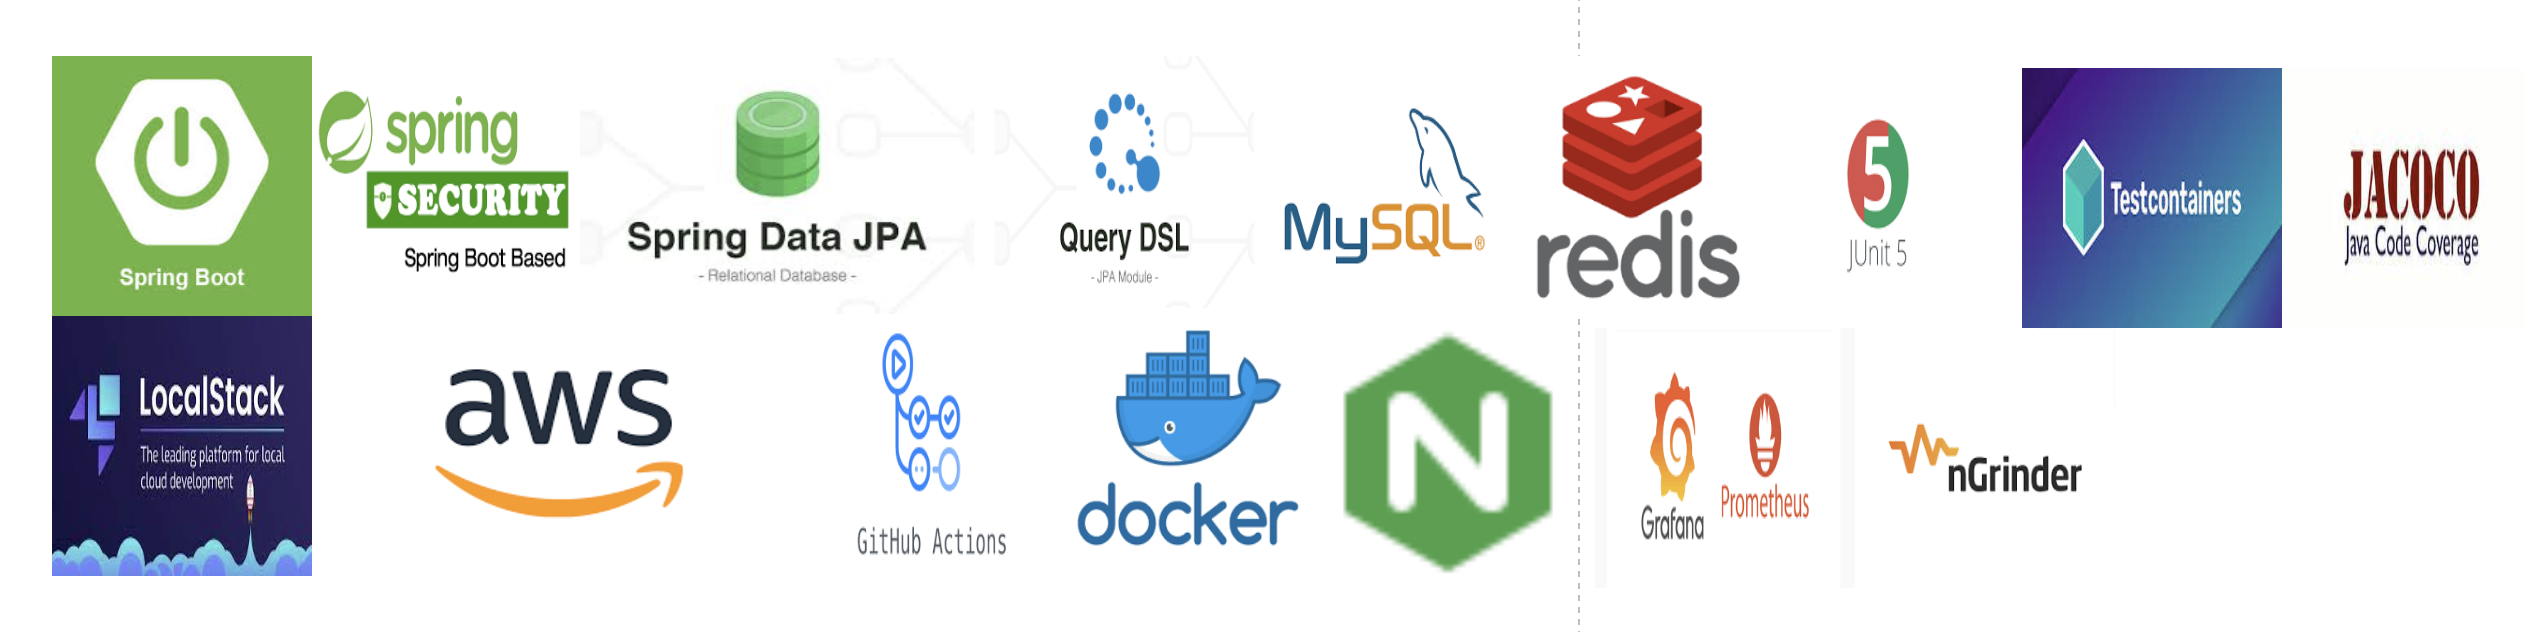 Spring Boot
spring
SECURITY
Spring Boot Based
Spring Data JPA
- Relational Database -
Query DSL
- JPA Module -
MySQL®
redis
5
JUnit 5
Testcontainers
JACOCO
Java Code Coverage
LocalStack
The leading platform for local
cloud development
aws
GitHub Actions
docker
N
Grafana
Prometheus
nGrinder